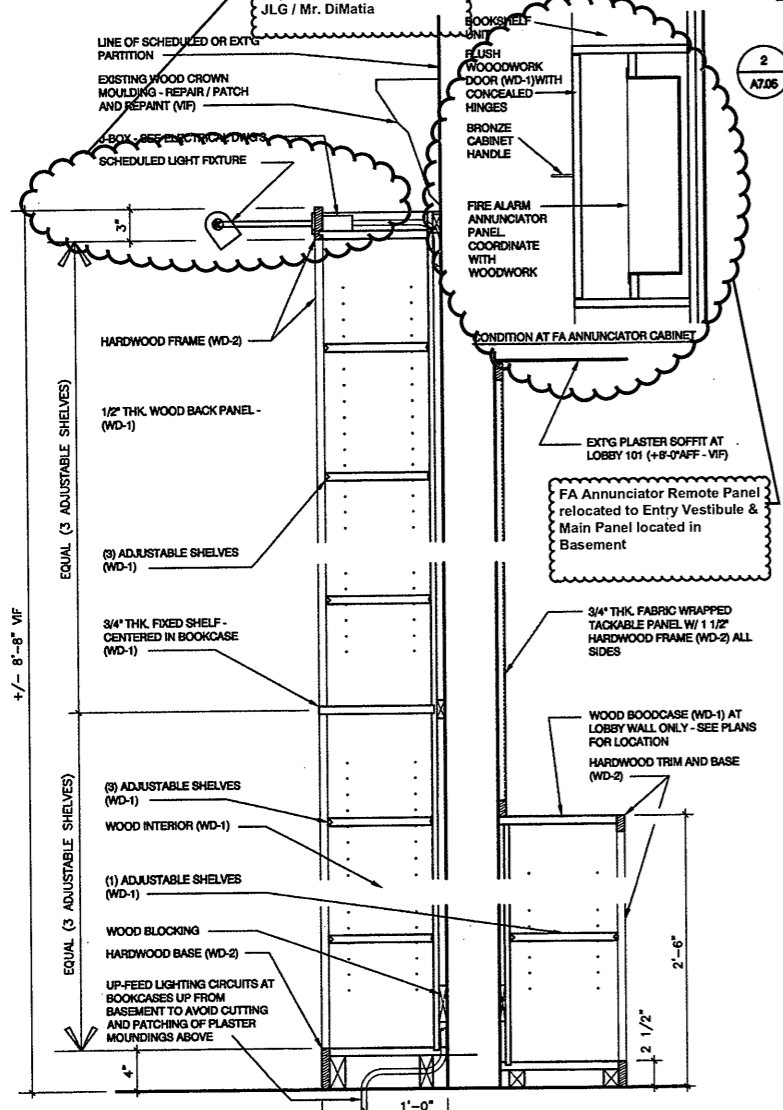 JLG / Mr. DiMatia
LINE OF SCHEDULED OR EXT'G
PARTITION
EXISTING WOOD CROWN
MOULDING - REPAIR / PATCH
AND REPAINT (VIF)
J-BOX - SEE ELECTRICAL DWG'S
SCHEDULED LIGHT FIXTURE
BOOKSHELF
UNIT
FLUSH
WOOODWORK
DOOR (WD-1)WITH
CONCEALED
HINGES
BRONZE
CABINET
HANDLE
FIRE ALARM
ANNUNCIATOR
PANEL
COORDINATE
WITH
WOODWORK
CONDITION AT FA ANNUNCIATOR CABINET
2
A7.05
3"
HARDWOOD FRAME (WD-2)
1/2" THK. WOOD BACK PANEL -
(WD-1)
EQUAL (3 ADJUSTABLE SHELVES)
(3) ADJUSTABLE SHELVES
(WD-1)
3/4" THK. FIXED SHELF -
CENTERED IN BOOKCASE
(WD-1)
+/- 8'-8" VIF
EQUAL (3 ADJUSTABLE SHELVES)
(3) ADJUSTABLE SHELVES
(WD-1)
WOOD INTERIOR (WD-1)
(1) ADJUSTABLE SHELVES
(WD-1)
WOOD BLOCKING
HARDWOOD BASE (WD-2)
UP-FEED LIGHTING CIRCUITS AT
BOOKCASES UP FROM
BASEMENT TO AVOID CUTTING
AND PATCHING OF PLASTER
MOUNDINGS ABOVE
4"
1'-0"
EXT'G PLASTER SOFFIT AT
LOBBY 101 (+8'-0"AFF - VIF)
FA Annunciator Remote Panel
relocated to Entry Vestibule &
Main Panel located in
Basement
3/4" THK. FABRIC WRAPPED
TACKABLE PANEL W/ 1 1/2"
HARDWOOD FRAME (WD-2) ALL
SIDES
WOOD BOODCASE (WD-1) AT
LOBBY WALL ONLY - SEE PLANS
FOR LOCATION
HARDWOOD TRIM AND BASE
(WD-2)
2'-6"
2 1/2"